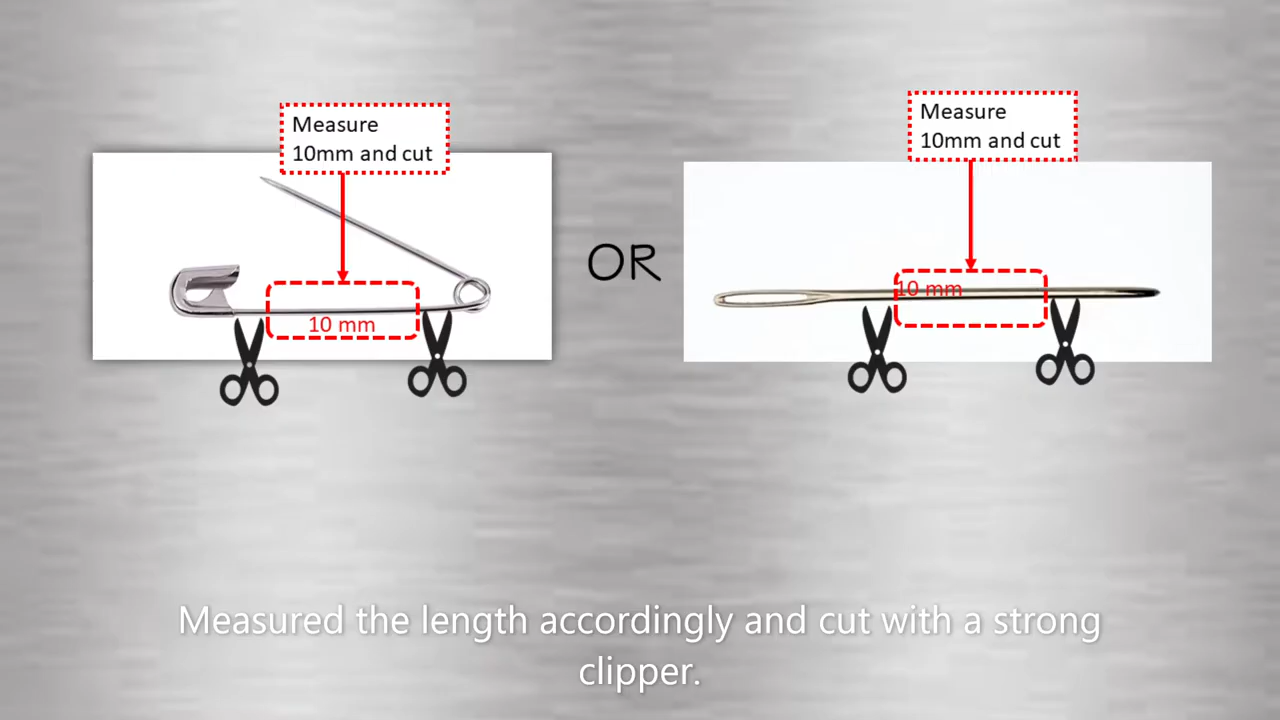 Measure
10mm and cut
10 mm
OR
Measure
10mm and cut
10 mm
Measured the length accordingly and cut with a strong
clipper.